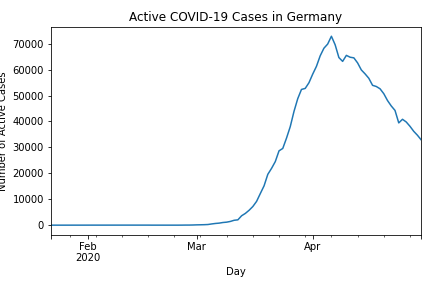 Active COVID-19 Cases in Germany
Number of Active Cases
70000
60000
50000
40000
30000
20000
10000
0
Feb
2020
Mar
Apr
Day